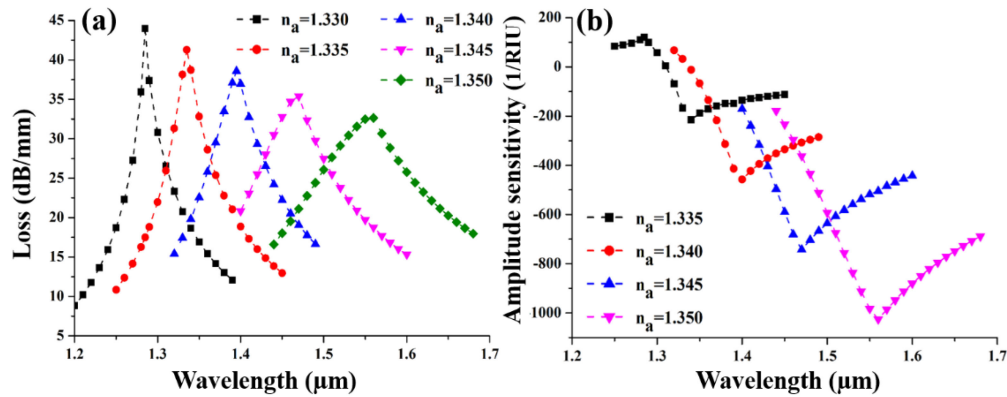 (a)
n_a=1.330
n_a=1.335
n_a=1.340
n_a=1.345
n_a=1.350
45
40
35
30
25
20
15
10
5
Loss (dB/mm)
1.2 1.3 1.4 1.5 1.6 1.7
Wavelength (μm)
(b)
200
0
-200
-400
-600
-800
1000
Amplitude sensitivity (1/RIU)
n_a=1.335
n_a=1.340
n_a=1.345
n_a=1.350
1.2 1.3 1.4 1.5 1.6 1.7
Wavelength (μm)